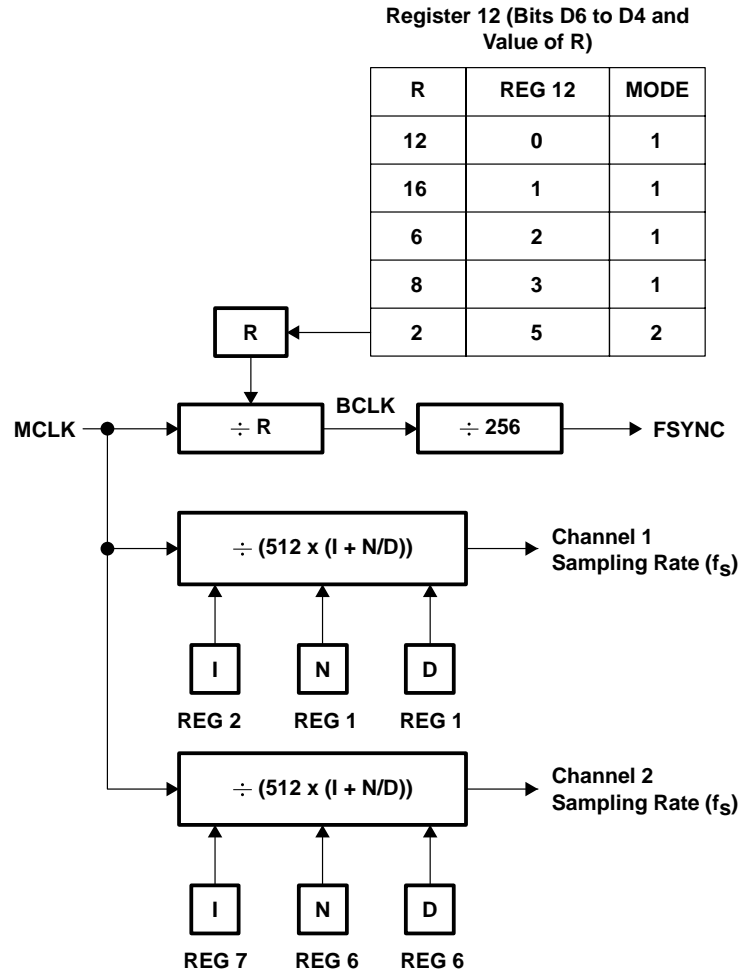 Register 12 (Bits D6 to D4 and
Value of R)
R REG 12 MODE
12 0 1
16 1 1
6 2 1
8 3 1
2 5 2
R
MCLK
÷ R
BCLK
÷ 256
FSYNC
÷ (512 x (I + N/D))
Channel 1
Sampling Rate (fs)
I N D
REG 2 REG 1 REG 1
÷ (512 x (I + N/D))
Channel 2
Sampling Rate (fs)
I N D
REG 7 REG 6 REG 6